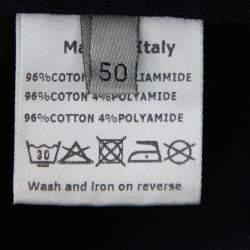 Ma Italy
50
96%COTON LIAMMIDE
96%COTTON 4%POLYAMIDE
96%COTON 4%POLYAMIDE
30
Wash and Iron on reverse